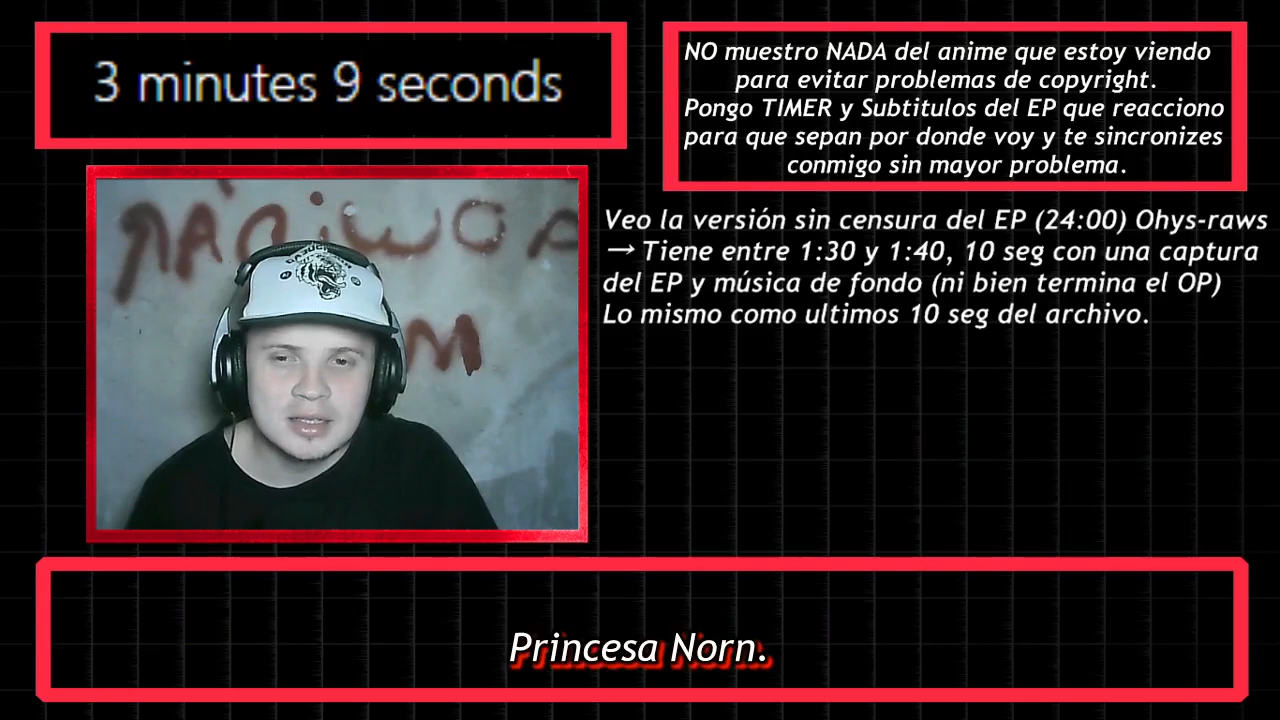 3 minutes 9 seconds
NO muestro NADA del anime que estoy viendo
para evitar problemas de copyright.
Pongo TIMER y Subtitulos del EP que reacciono
para que sepan por donde voy y te sincronizes
conmigo sin mayor problema.
Veo la versión sin censura del EP (24:00) Ohys-raws
→ Tiene entre 1:30 y 1:40, 10 seg con una captura
del EP y música de fondo (ni bien termina el OP)
Lo mismo como ultimos 10 seg del archivo.
Princesa Norn.